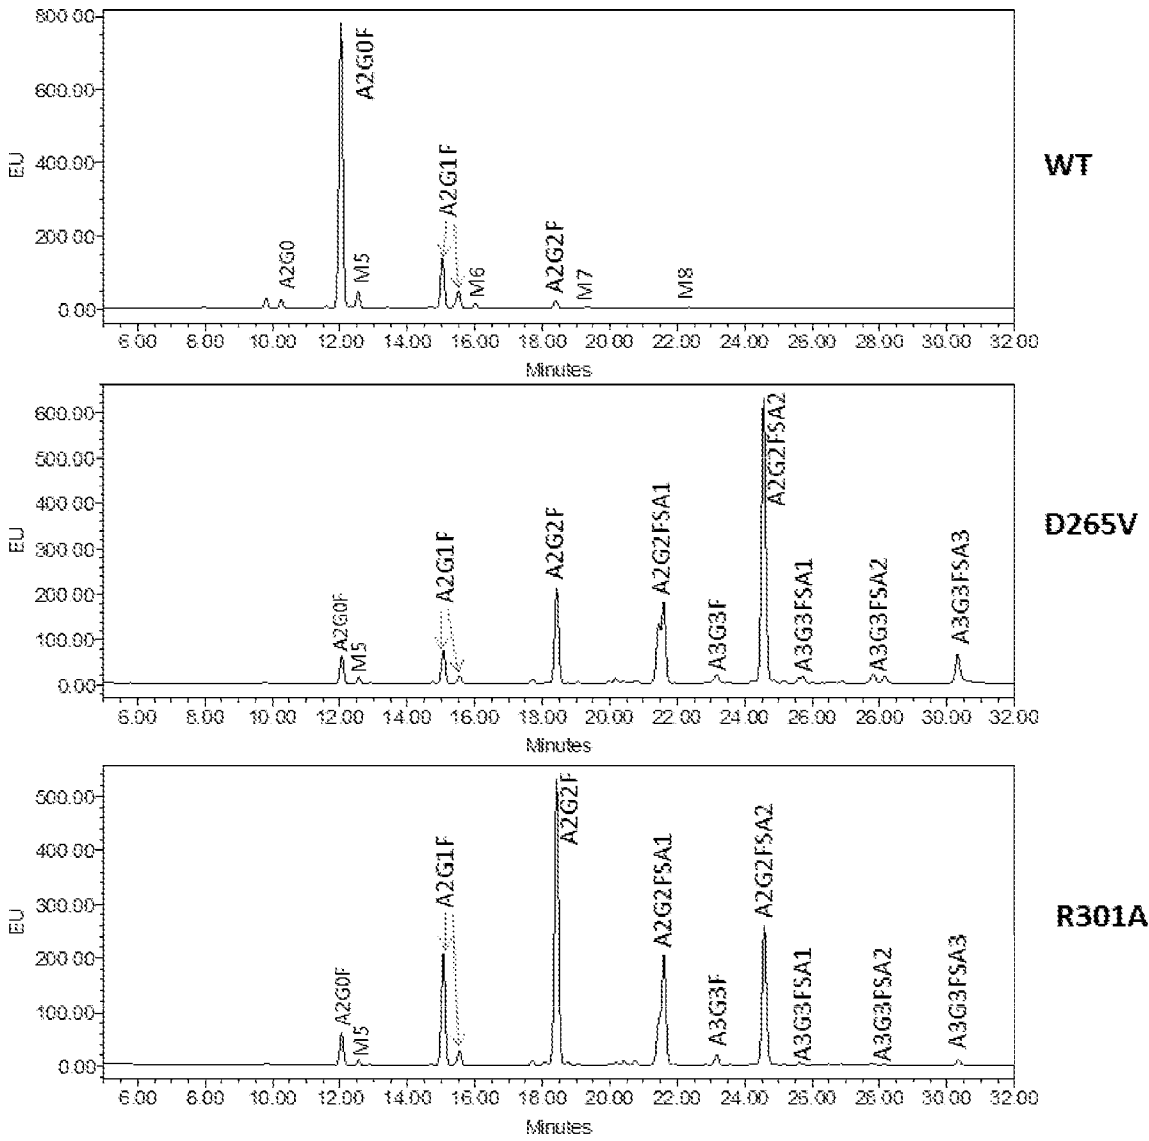 800.00
600.00
400.00
200.00
0.00
EU
A2G0
A2G0F
M5
A2G1F
M6
A2G2F
M7
M8
WT
6.00 8.00 10.00 12.00 14.00 16.00 18.00 20.00 22.00 24.00 26.00 28.00 30.00 32.00
Minutes
600.00
500.00
400.00
300.00
200.00
100.00
0.00
EU
A2G0F
M5
A2G1F
A2G2F
A2G2FSA1
A3G3F
A2G2FSA2
A3G3FSA1
A3G3FSA2
A3G3FSA3
D265V
6.00 8.00 10.00 12.00 14.00 16.00 18.00 20.00 22.00 24.00 26.00 28.00 30.00 32.00
Minutes
500.00
400.00
300.00
200.00
100.00
0.00
EU
A2G0F
M5
A2G1F
A2G2F
A2G2FSA1
A3G3F
A2G2FSA2
A3G3FSA1
A3G3FSA2
A3G3FSA3
R301A
6.00 8.00 10.00 12.00 14.00 16.00 18.00 20.00 22.00 24.00 26.00 28.00 30.00 32.00
Minutes